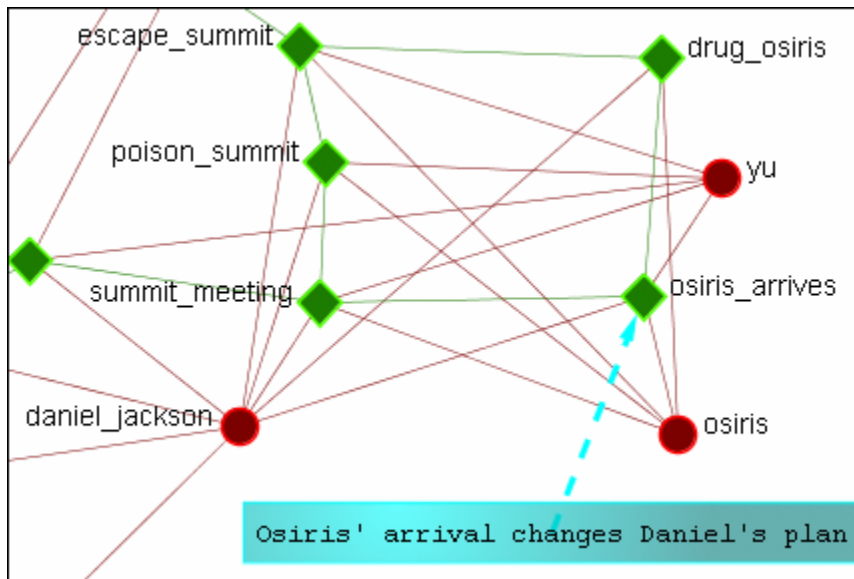 escape_summit
drug_osiris
poison_summit
yu
summit_meeting
osiris_arrives
daniel_jackson
osiris
Osiris' arrival changes Daniel's plan